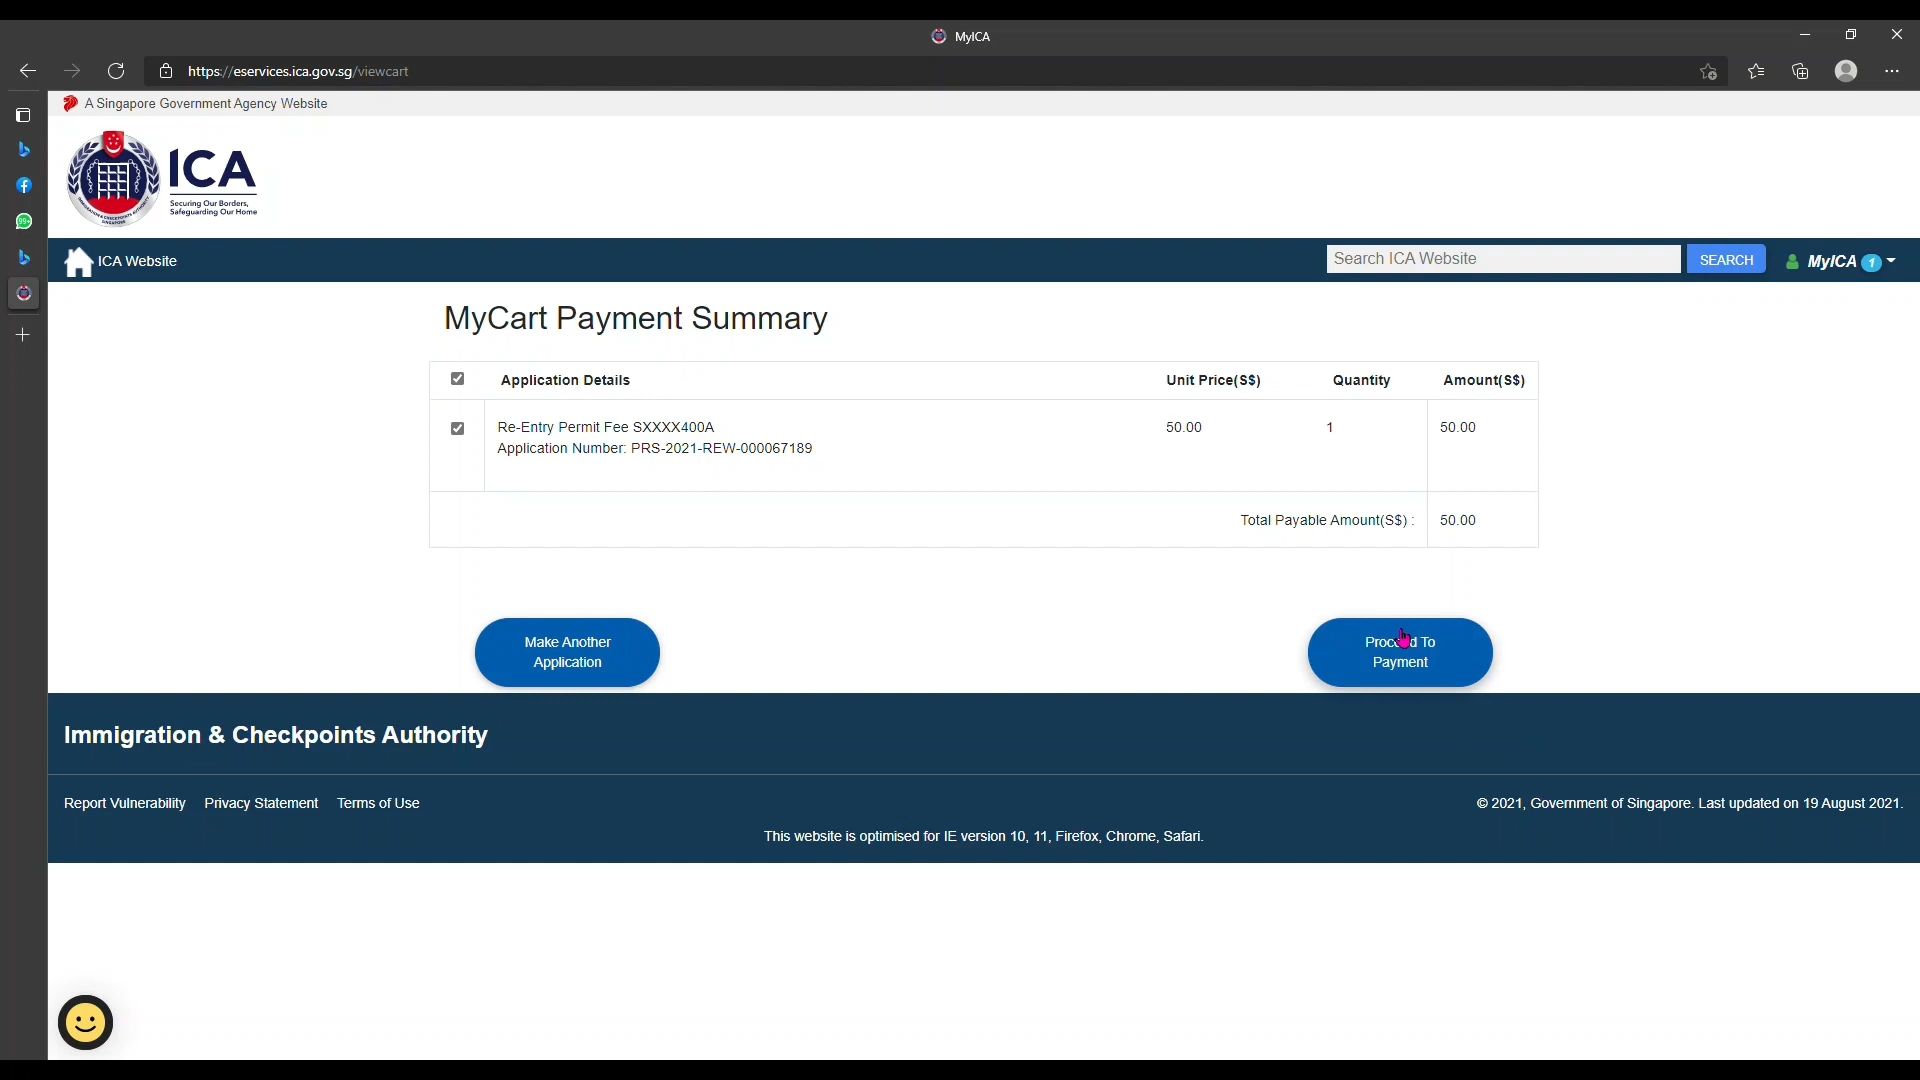 MyICA
https://eservices.ica.gov.sg/viewcart
A Singapore Government Agency Website
ICA
Securing Our Borders,
Safeguarding Our Home
99+
ICA Website
Search ICA Website
SEARCH
MyICA 1
MyCart Payment Summary
Application Details Unit Price(S$) Quantity Amount(S$)
Re-Entry Permit Fee SXXXX400A 50.00 1 50.00
Application Number: PRS-2021-REW-000067189
Total Payable Amount(S$) : 50.00
Make Another
Application
Proceed To
Payment
Immigration & Checkpoints Authority
Report Vulnerability Privacy Statement Terms of Use
© 2021, Government of Singapore. Last updated on 19 August 2021.
This website is optimised for IE version 10, 11, Firefox, Chrome, Safari.